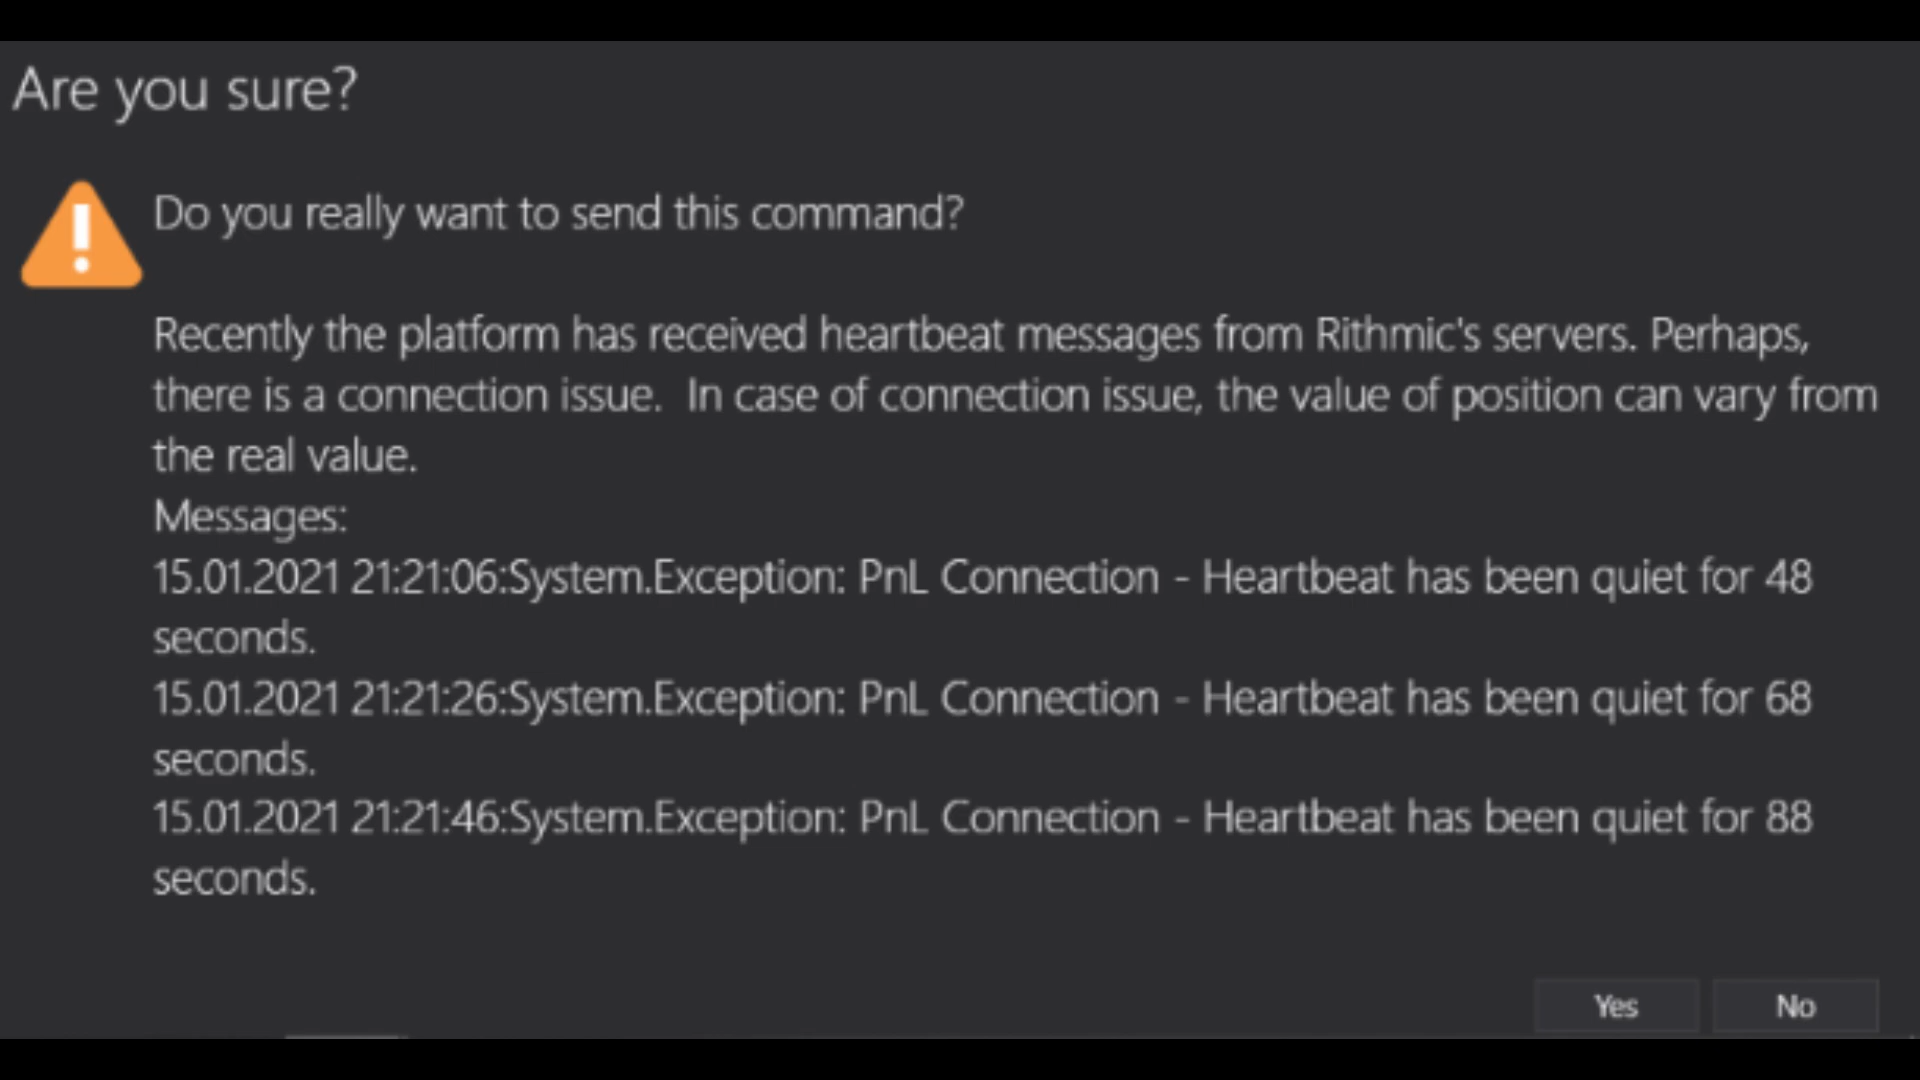 Are you sure?
Do you really want to send this command?
Recently the platform has received heartbeat messages from Rithmic's servers. Perhaps,
there is a connection issue.  In case of connection issue, the value of position can vary from
the real value.
Messages:
15.01.2021 21:21:06:System.Exception: PnL Connection - Heartbeat has been quiet for 48
seconds.
15.01.2021 21:21:26:System.Exception: PnL Connection - Heartbeat has been quiet for 68
seconds.
15.01.2021 21:21:46:System.Exception: PnL Connection - Heartbeat has been quiet for 88
seconds.
Yes No